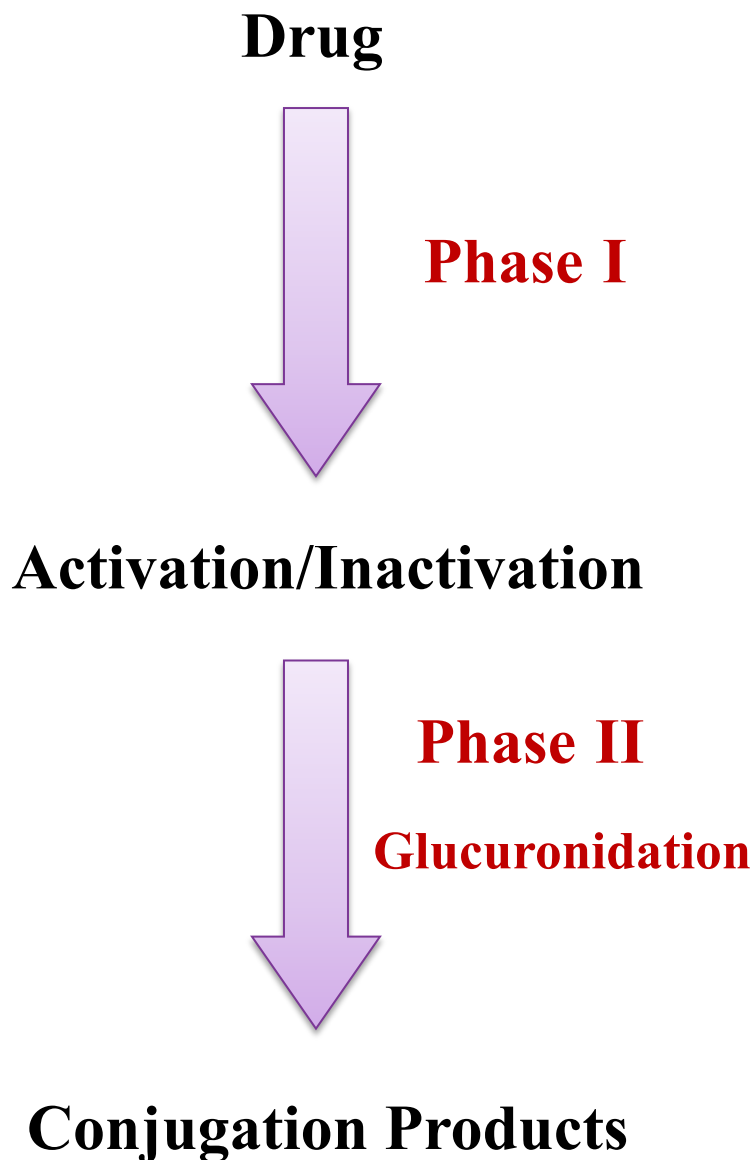 Drug
Phase I
Activation/Inactivation
Phase II
Glucuronidation
Conjugation Products